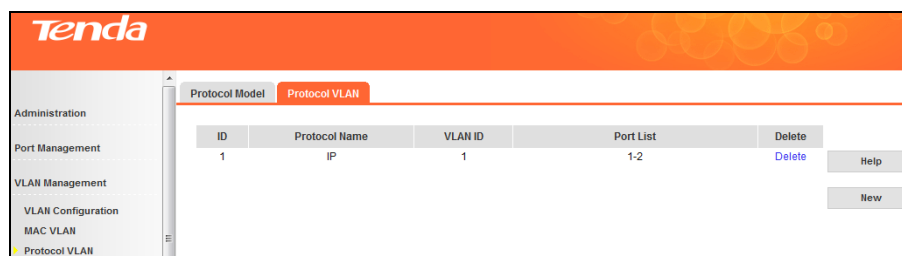 Tenda
Administration
Port Management
VLAN Management
VLAN Configuration
MAC VLAN
Protocol VLAN
Protocol Model Protocol VLAN
ID Protocol Name VLAN ID Port List Delete
1 IP 1 1-2 Delete
Help
New